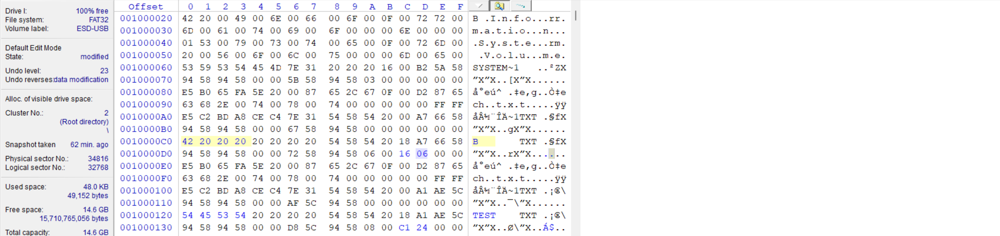 Drive I: 100% free
File system: FAT32
Volume label: ESD-USB
Default Edit Mode
State: modified
Undo level: 23
Undo reverses: data modification
Alloc. of visible drive space:
Cluster No.: 2
(Root directory)
\
Snapshot taken 62 min. ago
Physical sector No.: 34816
Logical sector No.: 32768
Used space: 48.0 KB
49,152 bytes
Free space: 14.6 GB
15,710,765,056 bytes
Total capacity: 14.6 GB
Offset 0 1 2 3 4 5 6 7 8 9 A B C D E F
001000020 42 20 00 49 00 6E 00 66 00 6F 00 0F 00 72 72 00 B .I.n.f.o...rr.
001000030 6D 00 61 00 74 00 69 00 6F 00 00 00 6E 00 00 00 m.a.t.i.o...n...
001000040 01 53 00 79 00 73 00 74 00 65 00 0F 00 72 6D 00 .S.y.s.t.e...rm.
001000050 20 00 56 00 6F 00 6C 00 75 00 00 00 6D 00 65 00 .V.o.l.u...m.e.
001000060 53 59 53 54 45 4D 7E 31 20 20 20 16 00 B2 5A 58 SYSTEM~1 ..²ZX
001000070 94 58 94 58 00 00 5B 58 94 58 03 00 00 00 00 00 ”X”X..[X”X......
001000080 E5 B0 65 FA 5E 20 00 87 65 2C 67 0F 00 D2 87 65 å°eú^ .‡e,g..Ò‡e
001000090 63 68 2E 00 74 00 78 00 74 00 00 00 00 00 FF FF ch..t.x.t.....ÿÿ
0010000A0 E5 C2 BD A8 CE C4 7E 31 54 58 54 20 00 A7 66 58 å½¨ÎÄ~1TXT .§fX
0010000B0 94 58 94 58 00 00 67 58 94 58 00 00 00 00 00 00 ”X”X..gX”X......
0010000C0 42 20 20 20 20 20 20 20 54 58 54 20 18 A7 66 58 B TXT .§fX
0010000D0 94 58 94 58 00 00 72 58 94 58 06 00 16 06 00 00 ”X”X..rX”X......
0010000E0 E5 B0 65 FA 5E 20 00 87 65 2C 67 0F 00 D2 87 65 å°eú^ .‡e,g..Ò‡e
0010000F0 63 68 2E 00 74 00 78 00 74 00 00 00 00 00 FF FF ch..t.x.t.....ÿÿ
001000100 E5 C2 BD A8 CE C4 7E 31 54 58 54 20 00 A1 AE 5C å½¨ÎÄ~1TXT .¡®\
001000110 94 58 94 58 00 00 AF 5C 94 58 00 00 00 00 00 00 ”X”X..¯\”X......
001000120 54 45 53 54 20 20 20 20 54 58 54 20 18 A1 AE 5C TEST TXT .¡®\
001000130 94 58 94 58 00 00 D8 5C 94 58 08 00 C1 24 00 00 ”X”X..Ø\”X..Á$..